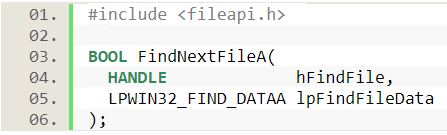 01. #include <fileapi.h>
02.
03. BOOL FindNextFileA(
04.   HANDLE             hFindFile,
05.   LPWIN32_FIND_DATAA lpFindFileData
06. );